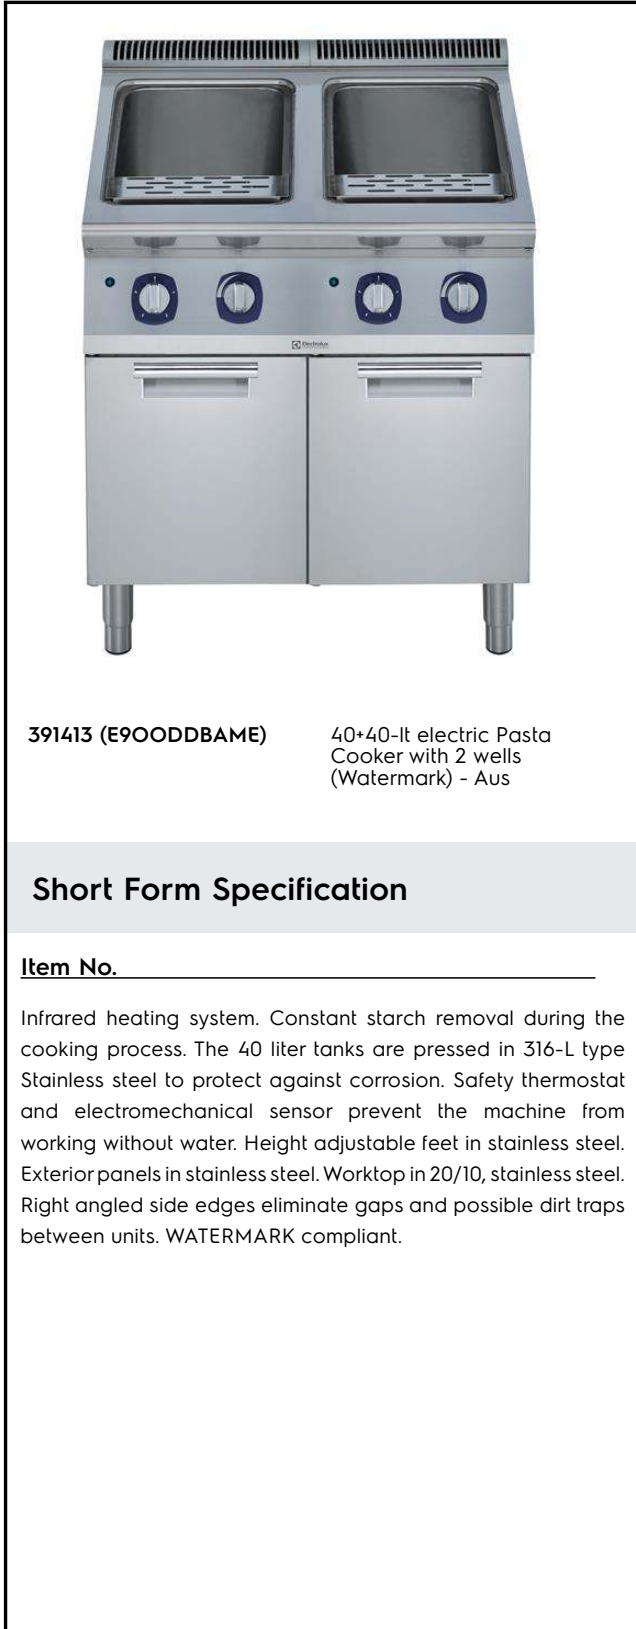 Electrolux
391413 (E9OODDBAME)
40+40-lt electric Pasta
Cooker with 2 wells
(Watermark) - Aus
Short Form Specification
Item No.
Infrared heating system. Constant starch removal during the
cooking process. The 40 liter tanks are pressed in 316-L type
Stainless steel to protect against corrosion. Safety thermostat
and electromechanical sensor prevent the machine from
working without water. Height adjustable feet in stainless steel.
Exterior panels in stainless steel. Worktop in 20/10, stainless steel.
Right angled side edges eliminate gaps and possible dirt traps
between units. WATERMARK compliant.